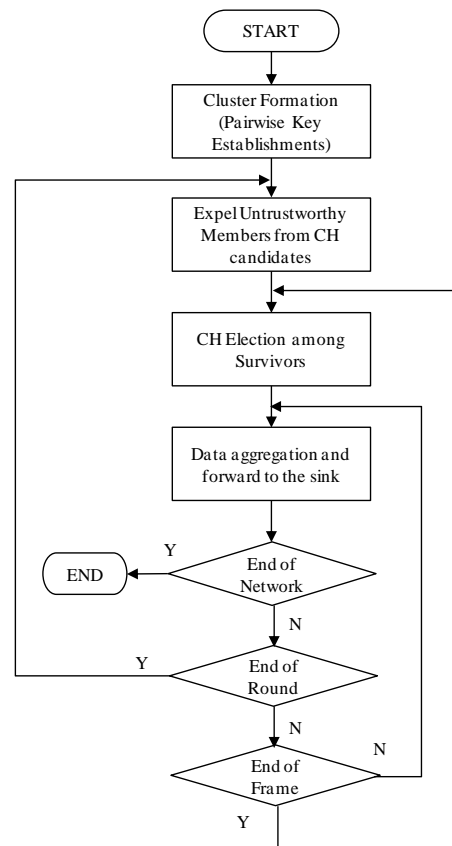 START
Cluster Formation
(Pairwise Key
Establishments)
Expel Untrustworthy
Members from CH
candidates
CH Election among
Survivors
Data aggregation and
forward to the sink
Y
END
End of
Network
N
Y
End of
Round
N
N
End of
Frame
Y